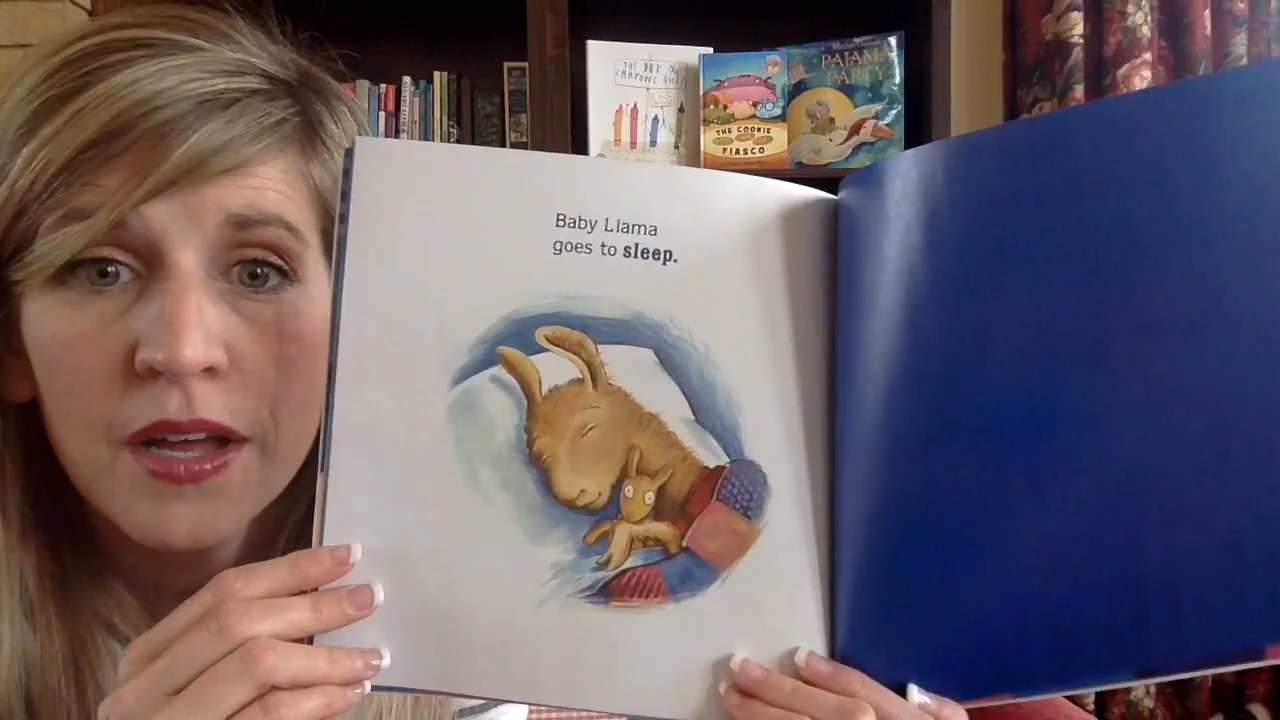 THE DAY THE
CRAYONS QUIT
THE COOKIE
FIASCO
PAJAMA
PARTY
Baby Llama
goes to sleep.